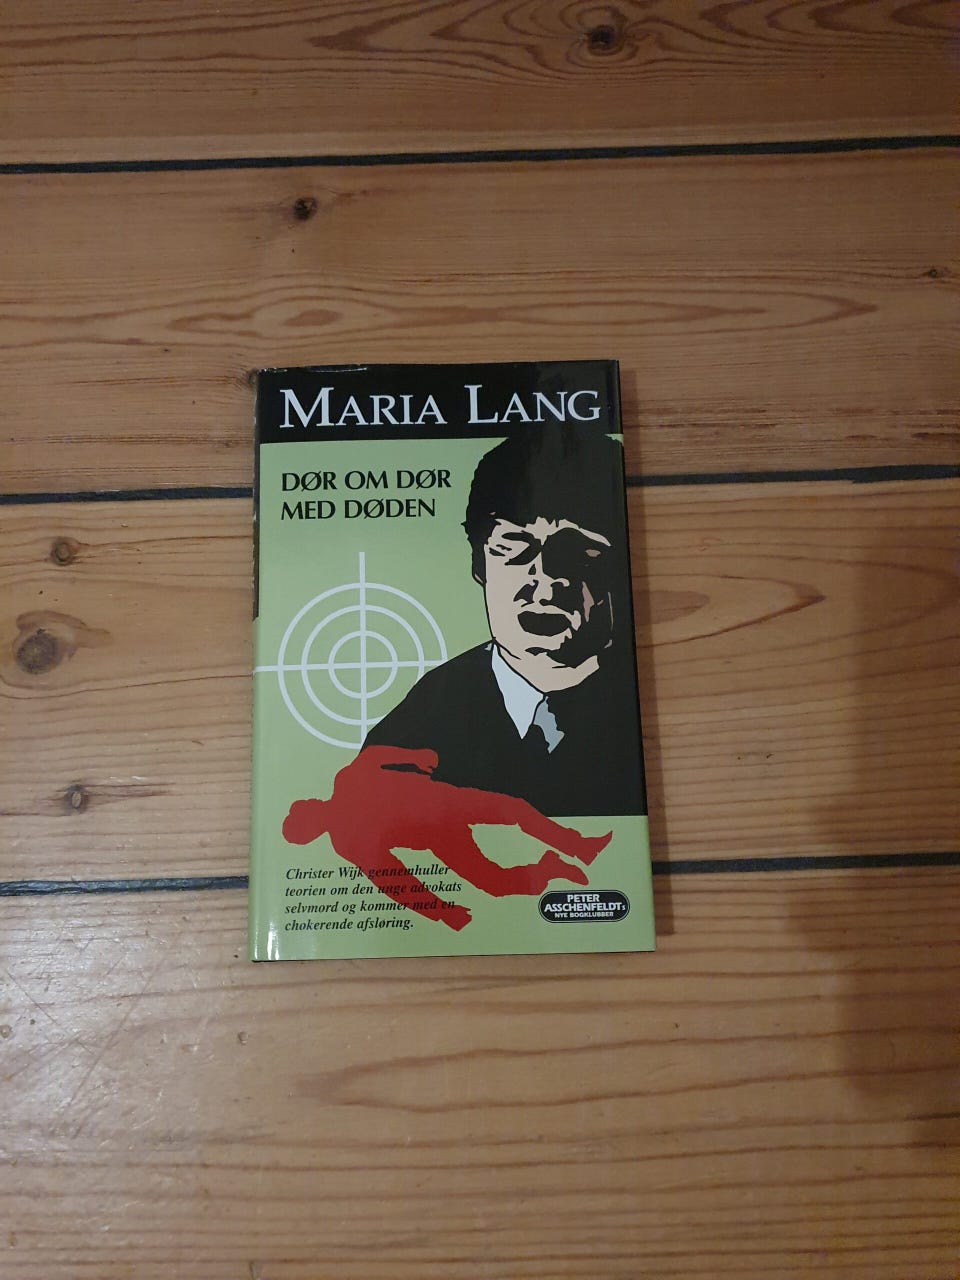 MARIA LANG
DØR OM DØR
MED DØDEN
Christer Wijk gennemhuller
teorien om den unge advokats
selvmord og kommer med en
chokerende afsløring.
PETER
ASSCHENFELDTs
NYE BOGKLUBBER